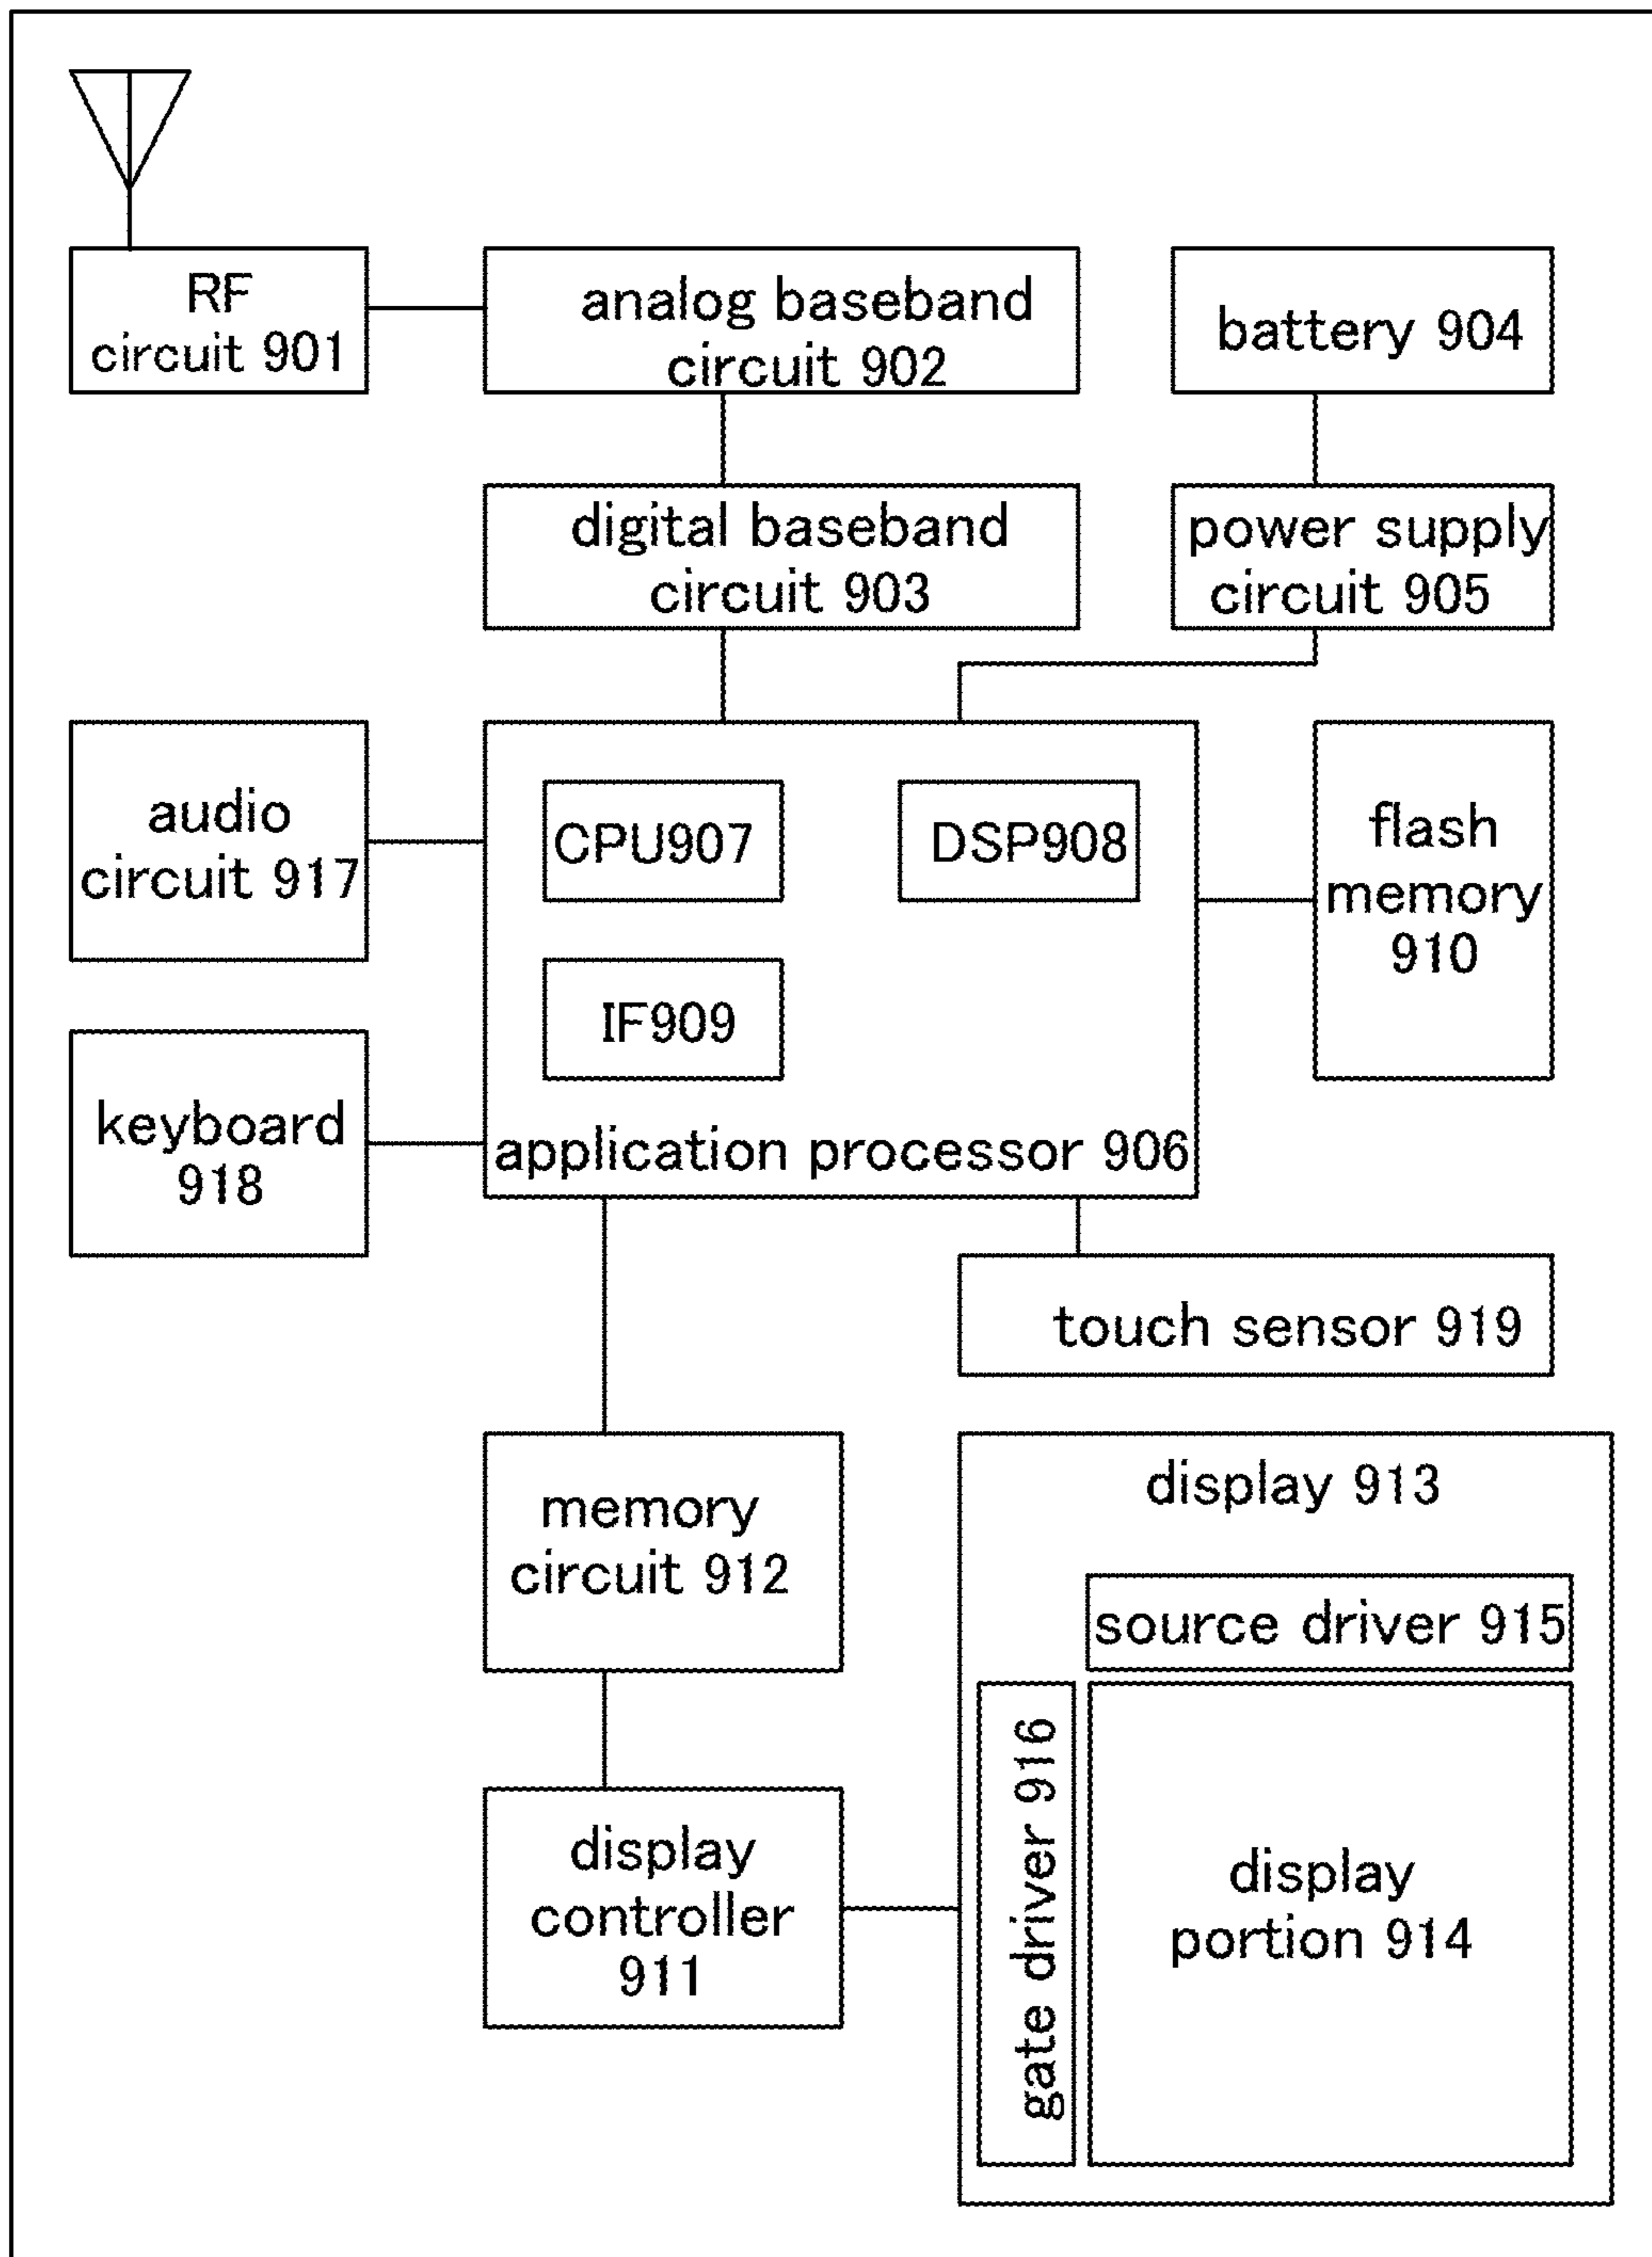 RF
circuit 901
analog baseband
circuit 902
battery 904
digital baseband
circuit 903
power supply
circuit 905
audio
circuit 917
CPU907
DSP908
flash
memory
910
IF909
keyboard
918
application processor 906
touch sensor 919
memory
circuit 912
display 913
source driver 915
gate driver 916
display
portion 914
display
controller
911